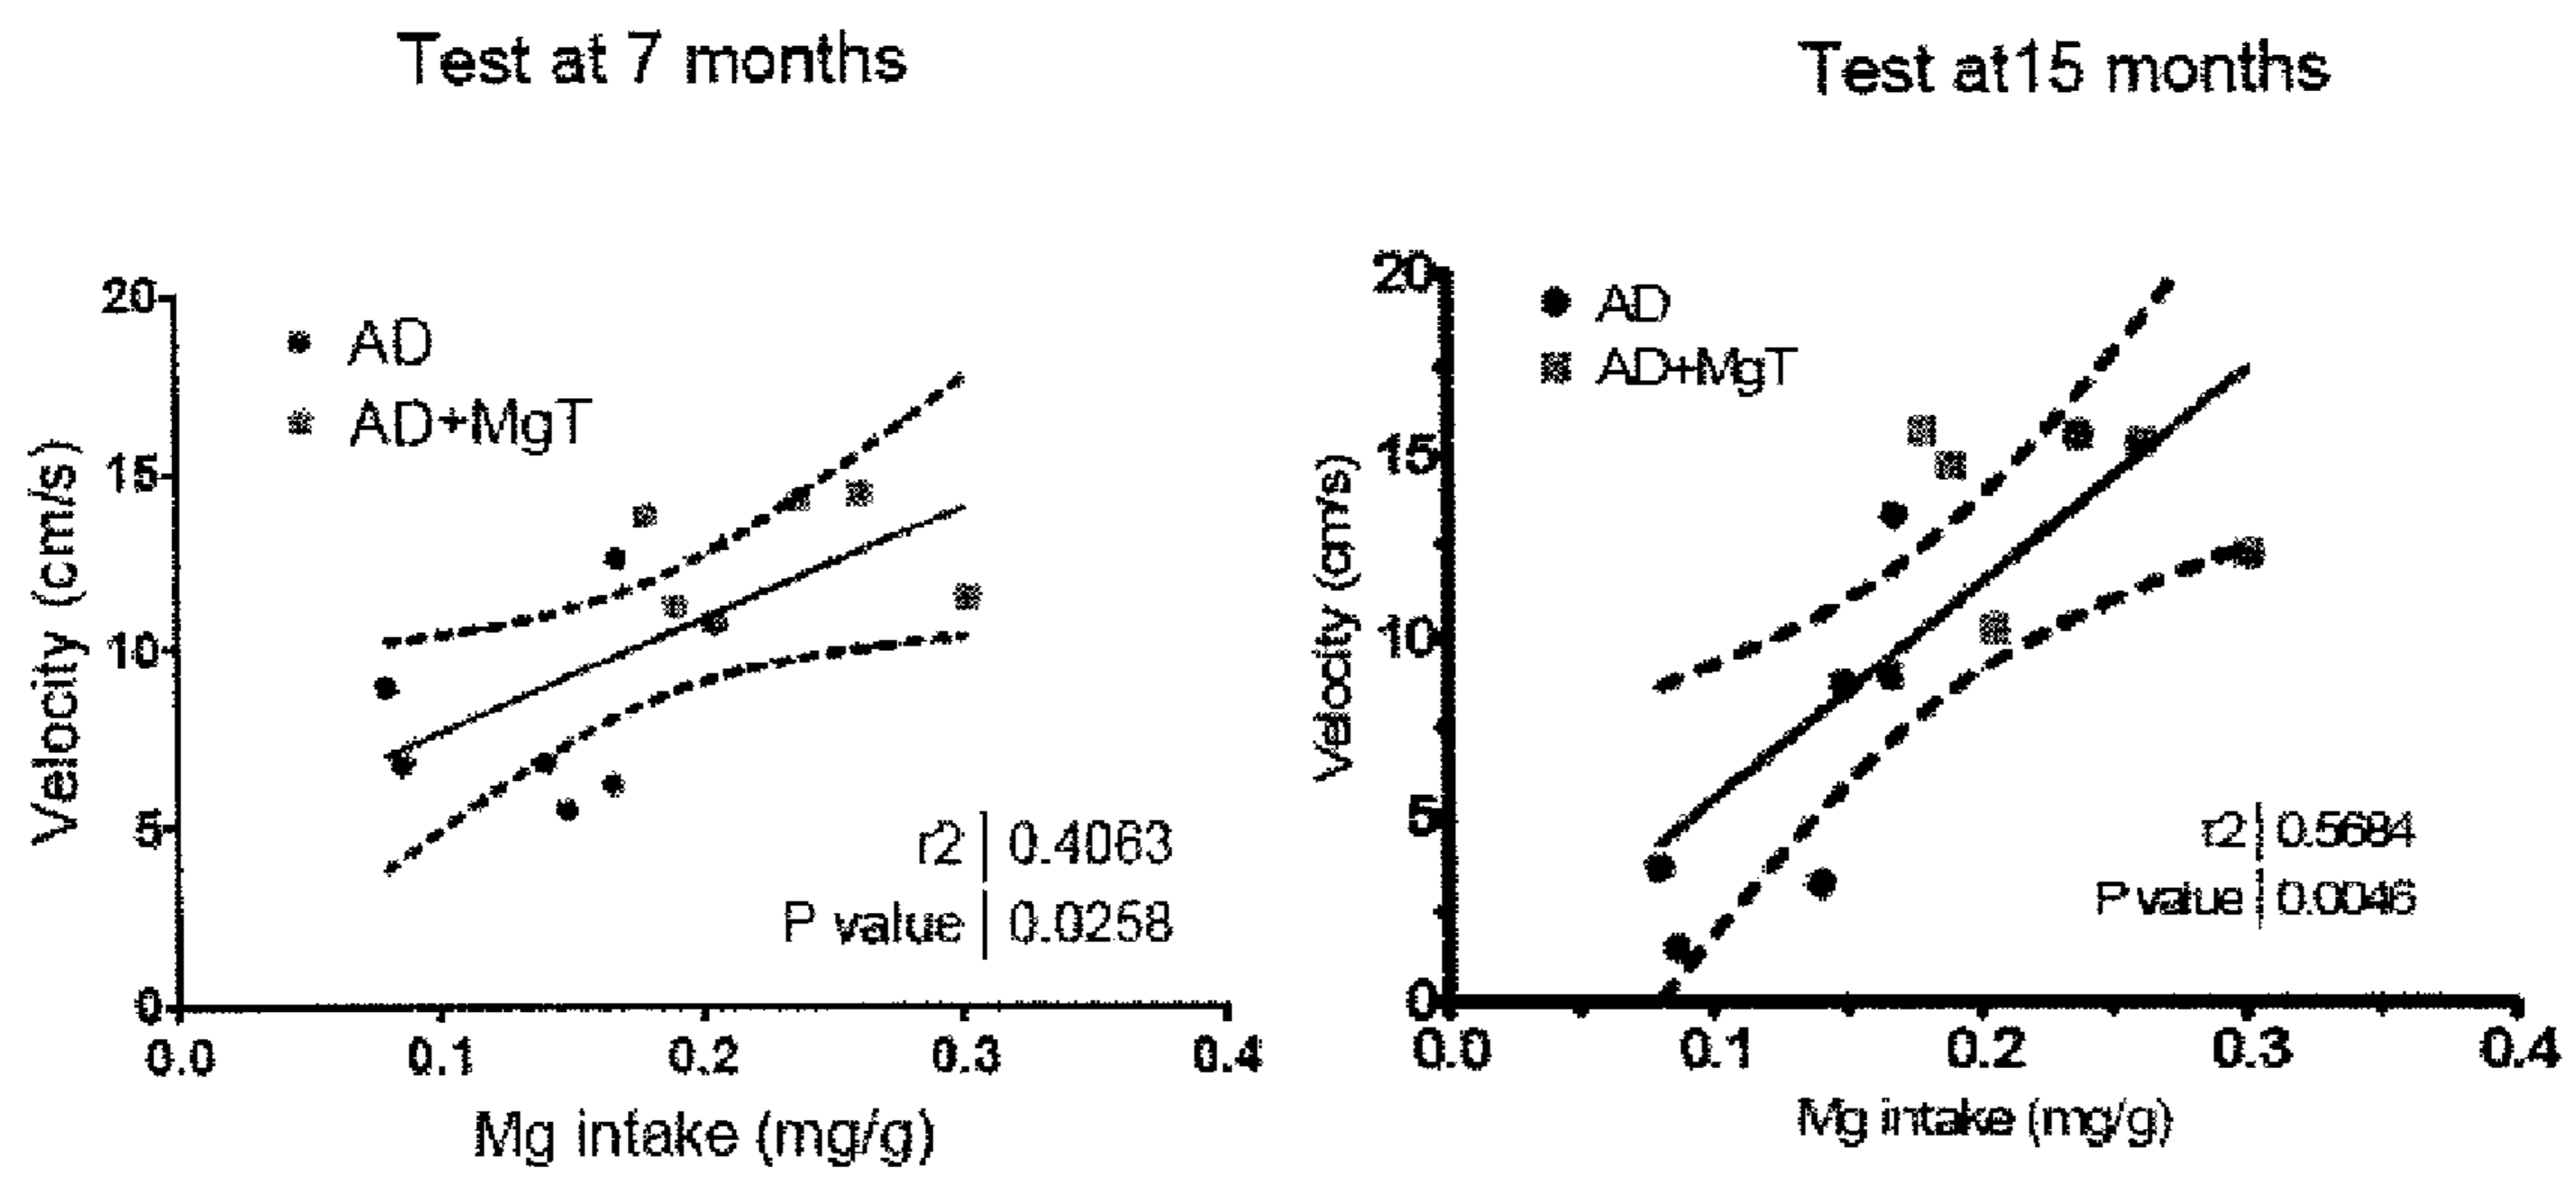 Test at 7 months
20
15
10
5
0
AD
AD+MgT
Velocity (cm/s)
r2 | 0.4063
P value | 0.0258
0.0 0.1 0.2 0.3 0.4
Mg intake (mg/g)
Test at15 months
20
15
10
5
0
AD
AD+MgT
Velocity (cm/s)
r2 | 0.5684
P value | 0.0046
0.0 0.1 0.2 0.3 0.4
Mg intake (mg/g)